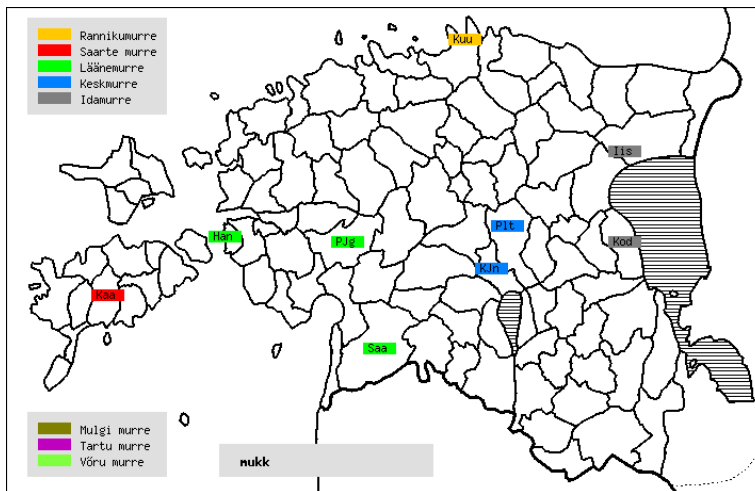 Rannikumurre
Saarte murre
Läänemurre
Keskmurre
Idamurre
Kuu
Iis
Plt
Han
PJg
Kod
KJn
Kaa
Saa
Mulgi murre
Tartu murre
Võru murre
mukk